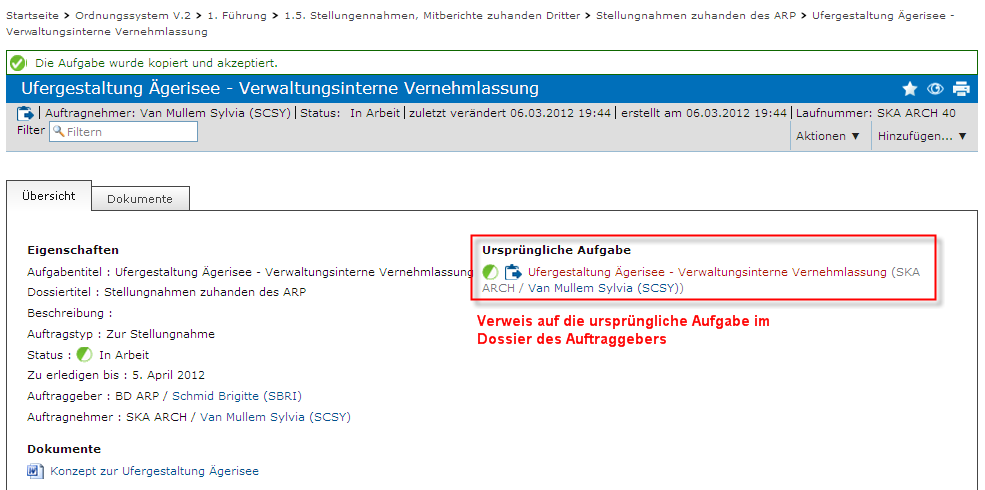 Startseite > Ordnungssystem V.2 > 1. Führung > 1.5. Stellungennahmen, Mitberichte zuhanden Dritter > Stellungnahmen zuhanden des ARP > Ufergestaltung Ägerisee -
Verwaltungsinterne Vernehmlassung
Die Aufgabe wurde kopiert und akzeptiert.
Ufergestaltung Ägerisee - Verwaltungsinterne Vernehmlassung
Auftragnehmer: Van Mullem Sylvia (SCSY) | Status: In Arbeit | zuletzt verändert 06.03.2012 19:44 | erstellt am 06.03.2012 19:44 | Laufnummer: SKA ARCH 40
Filter Filtern
Aktionen ▼ Hinzufügen... ▼
Übersicht Dokumente
Eigenschaften
Aufgabentitel : Ufergestaltung Ägerisee - Verwaltungsinterne Vernehmlassung
Dossiertitel : Stellungnahmen zuhanden des ARP
Beschreibung :
Auftragstyp : Zur Stellungnahme
Status : In Arbeit
Zu erledigen bis : 5. April 2012
Auftraggeber : BD ARP / Schmid Brigitte (SBRI)
Auftragnehmer : SKA ARCH / Van Mullem Sylvia (SCSY)
Dokumente
Konzept zur Ufergestaltung Ägerisee
Ursprüngliche Aufgabe
Ufergestaltung Ägerisee - Verwaltungsinterne Vernehmlassung (SKA
ARCH / Van Mullem Sylvia (SCSY))
Verweis auf die ursprüngliche Aufgabe im
Dossier des Auftraggebers